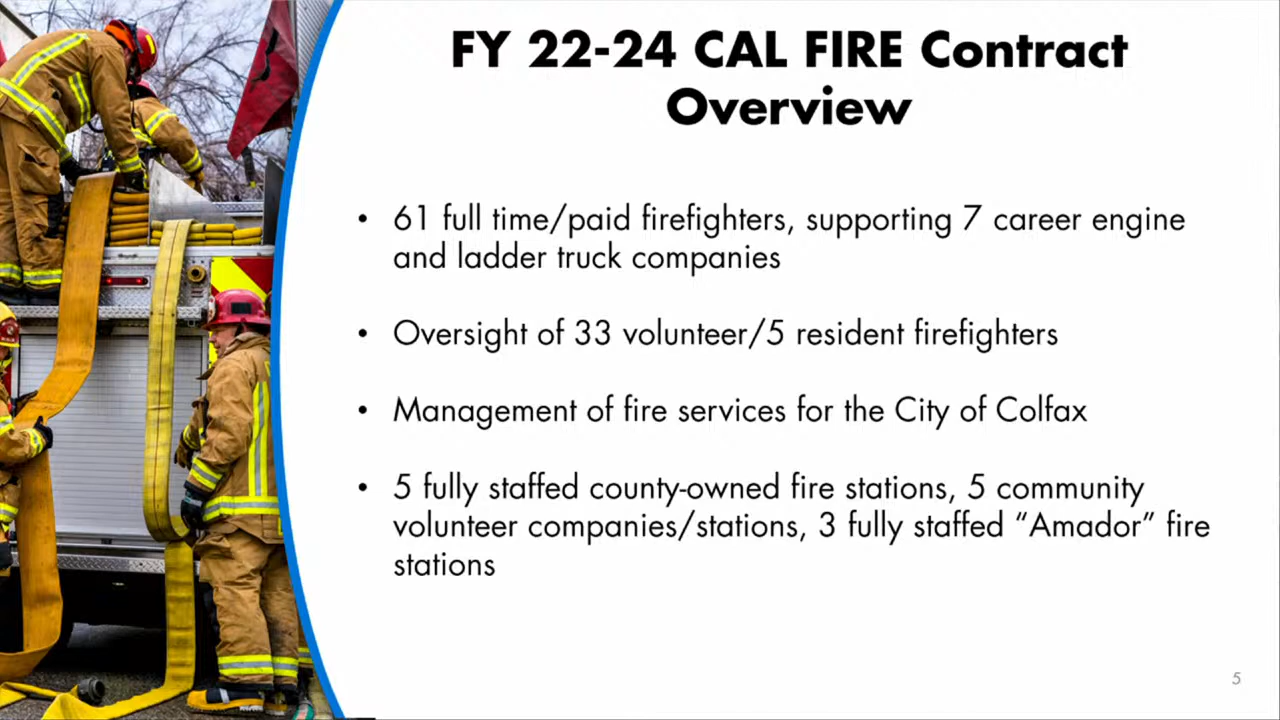 FY 22-24 CAL FIRE Contract
Overview
• 61 full time/paid firefighters, supporting 7 career engine
and ladder truck companies
• Oversight of 33 volunteer/5 resident firefighters
• Management of fire services for the City of Colfax
• 5 fully staffed county-owned fire stations, 5 community
volunteer companies/stations, 3 fully staffed “Amador” fire
stations
5